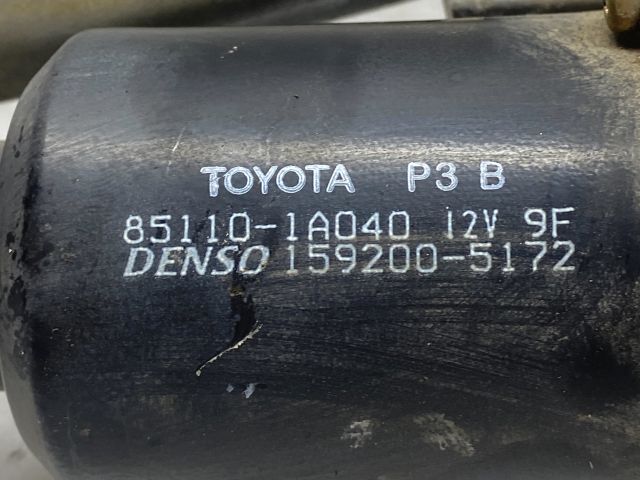 TOYOTA P3 B
85110-1A040 12V 9F
DENSO 159200-5172